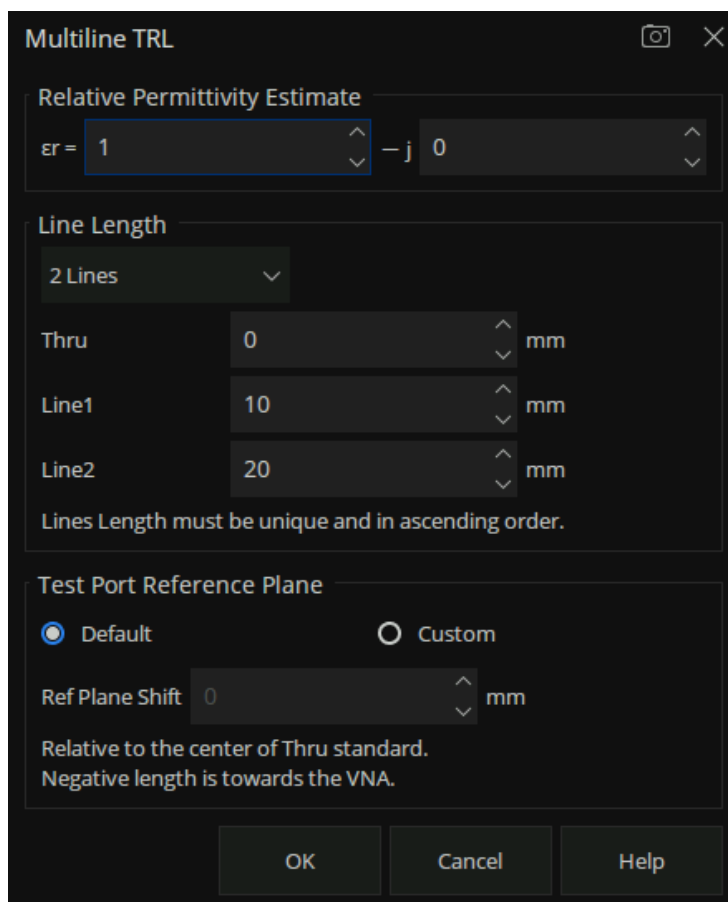 Multiline TRL
Relative Permittivity Estimate
εr = 1 — j 0
Line Length
2 Lines
Thru 0 mm
Line1 10 mm
Line2 20 mm
Lines Length must be unique and in ascending order.
Test Port Reference Plane
Default Custom
Ref Plane Shift 0 mm
Relative to the center of Thru standard.
Negative length is towards the VNA.
OK Cancel Help